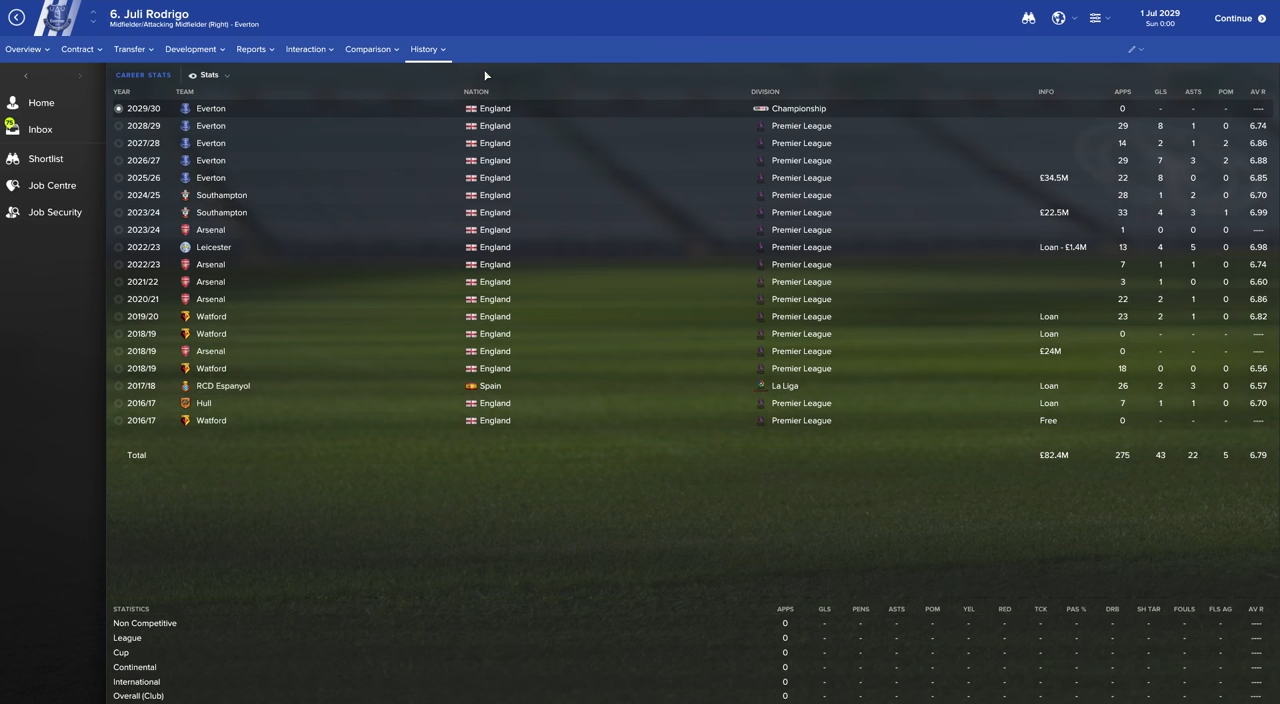 6. Juli Rodrigo
Midfielder/Attacking Midfielder (Right) - Everton
1 Jul 2029
Sun 0:00
Continue
Overview Contract Transfer Development Reports Interaction Comparison History
Home
75
Inbox
Shortlist
Job Centre
Job Security
CAREER STATS Stats
YEAR TEAM NATION DIVISION INFO APPS GLS ASTS POM AV R
2029/30 Everton England Championship 0 - - - ----
2028/29 Everton England Premier League 29 8 1 0 6.74
2027/28 Everton England Premier League 14 2 1 2 6.86
2026/27 Everton England Premier League 29 7 3 2 6.88
2025/26 Everton England Premier League £34.5M 22 8 0 0 6.85
2024/25 Southampton England Premier League 28 1 2 0 6.70
2023/24 Southampton England Premier League £22.5M 33 4 3 1 6.99
2023/24 Arsenal England Premier League 1 0 0 0 ----
2022/23 Leicester England Premier League Loan - £1.4M 13 4 5 0 6.98
2022/23 Arsenal England Premier League 7 1 1 0 6.74
2021/22 Arsenal England Premier League 3 1 0 0 6.60
2020/21 Arsenal England Premier League 22 2 1 0 6.86
2019/20 Watford England Premier League Loan 23 2 1 0 6.82
2018/19 Watford England Premier League Loan 0 - - - ----
2018/19 Arsenal England Premier League £24M 0 - - - ----
2018/19 Watford England Premier League 18 0 0 0 6.56
2017/18 RCD Espanyol Spain La Liga Loan 26 2 3 0 6.57
2016/17 Hull England Premier League Loan 7 1 1 0 6.70
2016/17 Watford England Premier League Free 0 - - - ----
Total £82.4M 275 43 22 5 6.79
STATISTICS APPS GLS PENS ASTS POM YEL RED TCK PAS % DRB SH TAR FOULS FLS AG AV R
Non Competitive 0 - - - - - - - - - - - - ----
League 0 - - - - - - - - - - - - ----
Cup 0 - - - - - - - - - - - - ----
Continental 0 - - - - - - - - - - - - ----
International 0 - - - - - - - - - - - - ----
Overall (Club) 0 - - - - - - - - - - - - ----